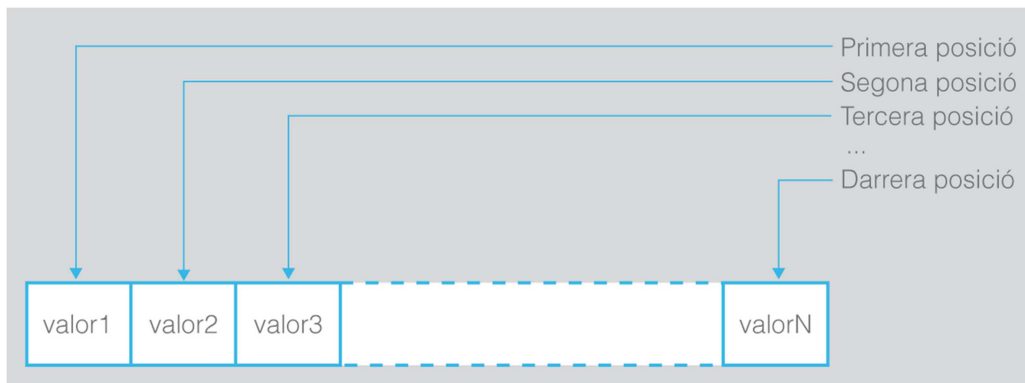 Primera posició
Segona posició
Tercera posició
...
Darrera posició
valor1 valor2 valor3 valorN